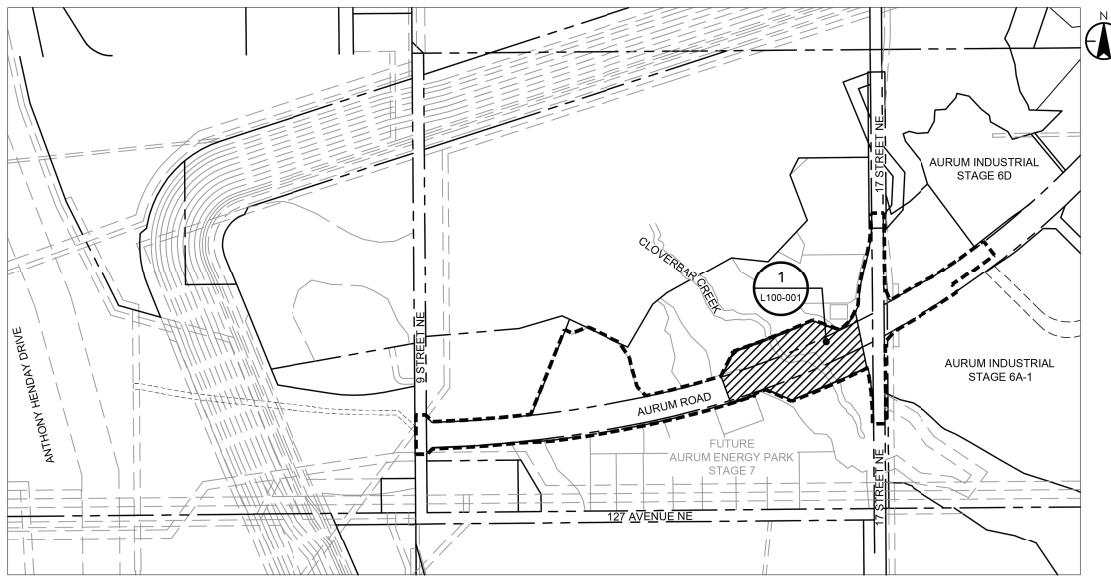 N
17 STREET NE
AURUM INDUSTRIAL
STAGE 6D
CLOVERBAR CREEK
1
L100-001
ANTHONY HENDAY DRIVE
9 STREET NE
AURUM INDUSTRIAL
STAGE 6A-1
AURUM ROAD
FUTURE
AURUM ENERGY PARK
STAGE 7
17 STREET NE
127 AVENUE NE